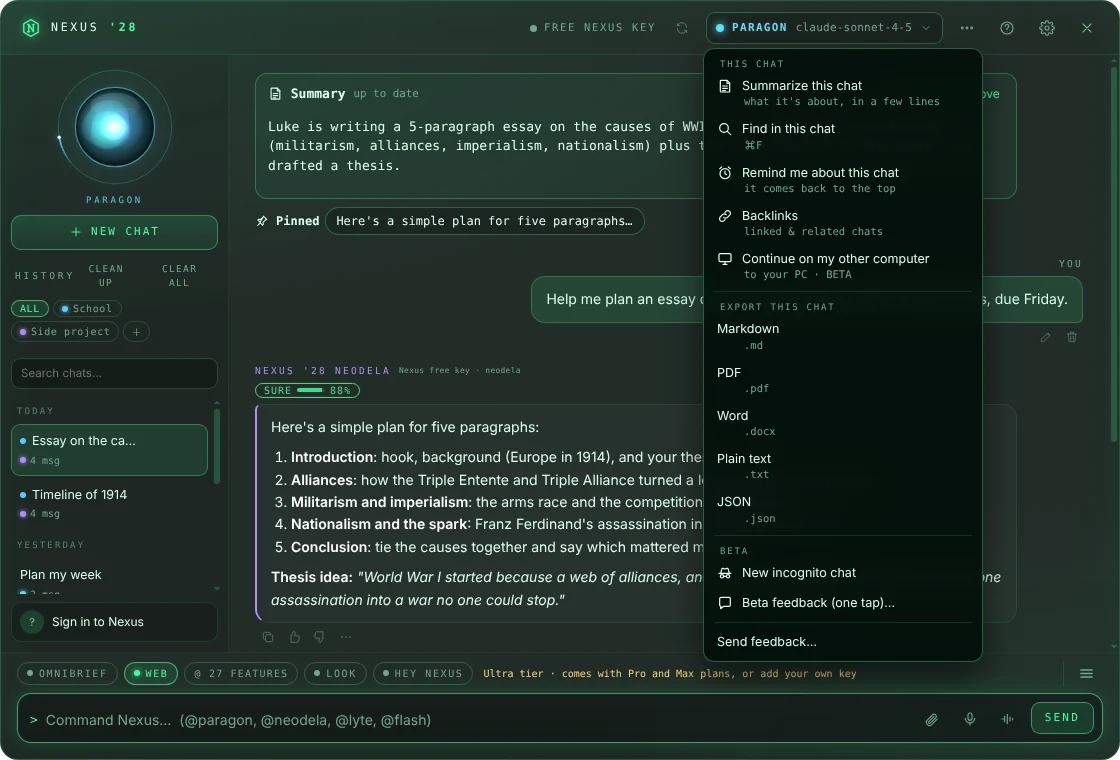 NEXUS '28
FREE NEXUS KEY
PARAGON claude-sonnet-4-5
PARAGON
+ NEW CHAT
HISTORY
CLEAN UP
CLEAR ALL
ALL
School
Side project
+
Search chats...
TODAY
Essay on the ca...
4 msg
Timeline of 1914
4 msg
YESTERDAY
Plan my week
? Sign in to Nexus
Summary up to date
ove
Luke is writing a 5-paragraph essay on the causes of WWI
(militarism, alliances, imperialism, nationalism) plus
drafted a thesis.
Pinned Here's a simple plan for five paragraphs…
YOU
Help me plan an essay
s, due Friday.
NEXUS '28 NEODELA Nexus free key · neodela
SURE 88%
Here's a simple plan for five paragraphs:
1. Introduction: hook, background (Europe in 1914), and your the
2. Alliances: how the Triple Entente and Triple Alliance turned a
3. Militarism and imperialism: the arms race and the competition
4. Nationalism and the spark: Franz Ferdinand's assassination in
5. Conclusion: tie the causes together and say which mattered m
Thesis idea: "World War I started because a web of alliances, an
one
assassination into a war no one could stop."
THIS CHAT
Summarize this chat
what it's about, in a few lines
Find in this chat
⌘F
Remind me about this chat
it comes back to the top
Backlinks
linked & related chats
Continue on my other computer
to your PC · BETA
EXPORT THIS CHAT
Markdown
.md
PDF
.pdf
Word
.docx
Plain text
.txt
JSON
.json
BETA
New incognito chat
Beta feedback (one tap)...
Send feedback...
OMNIBRIEF
WEB
@ 27 FEATURES
LOOK
HEY NEXUS
Ultra tier · comes with Pro and Max plans, or add your own key
> Command Nexus... (@paragon, @neodela, @lyte, @flash)
SEND